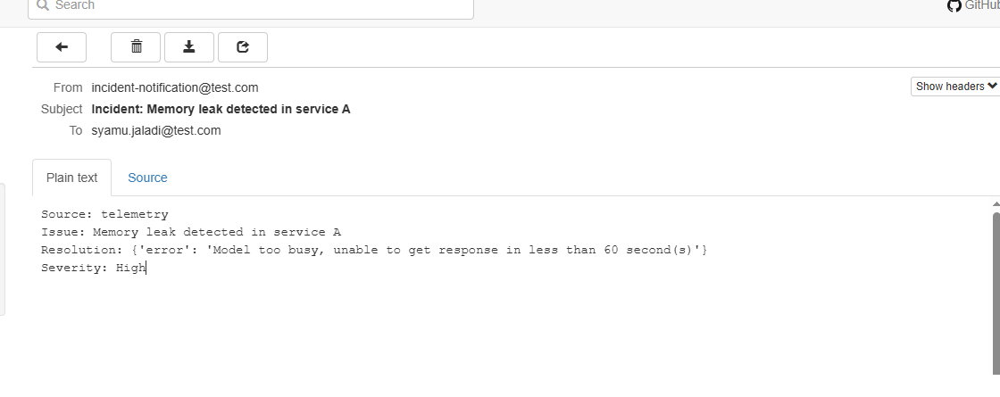 Search
GitHub
From incident-notification@test.com
Show headers
Subject Incident: Memory leak detected in service A
To syamu.jaladi@test.com
Plain text
Source
Source: telemetry
Issue: Memory leak detected in service A
Resolution: {'error': 'Model too busy, unable to get response in less than 60 second(s)'}
Severity: High